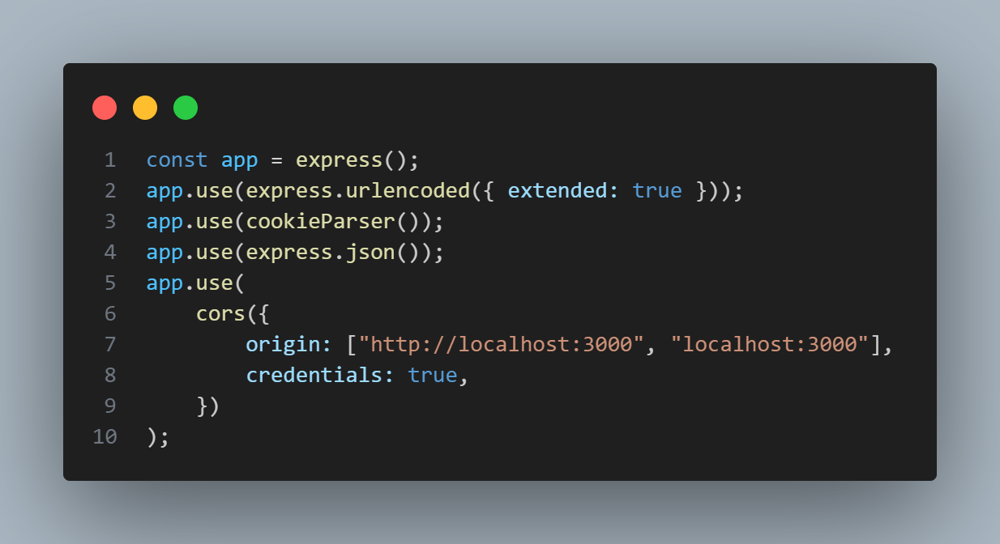 1 const app = express();
2 app.use(express.urlencoded({ extended: true }));
3 app.use(cookieParser());
4 app.use(express.json());
5 app.use(
6     cors({
7         origin: ["http://localhost:3000", "localhost:3000"],
8         credentials: true,
9     })
10 );